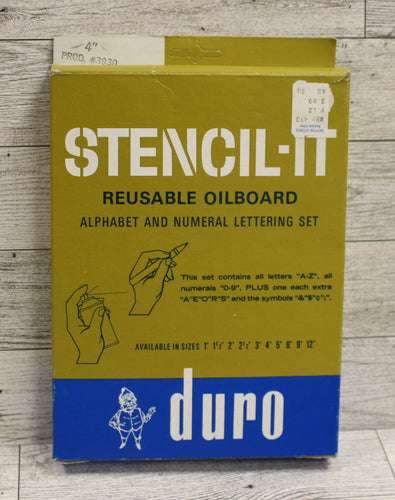 4"
PROD. #3930
STENCIL-IT
REUSABLE OILBOARD
ALPHABET AND NUMERAL LETTERING SET
This set contains all letters "A-Z", all
numerals "0-9", PLUS one each extra
"A"E"O"R"S" and the symbols "&"$"¢"¡".
AVAILABLE IN SIZES 1' 1½' 2' 2½' 3' 4' 5' 6' 9' 12'
duro